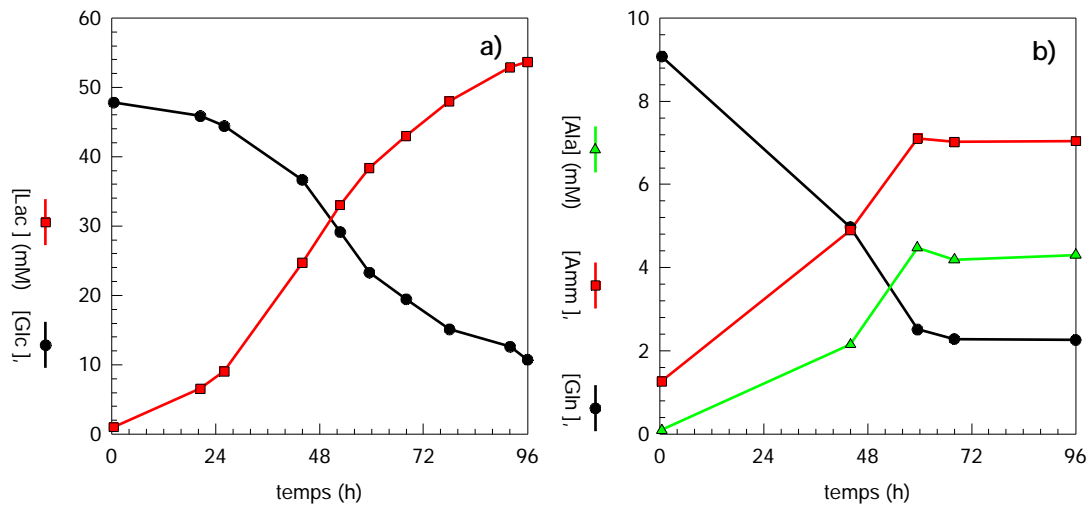 a)
60
50
40
30
20
10
0
[Lac ] (mM)
[Glc ],
0 24 48 72 96
temps (h)
b)
10
8
6
4
2
0
[Ala] (mM)
[Amm ],
[Gln ],
0 24 48 72 96
temps (h)